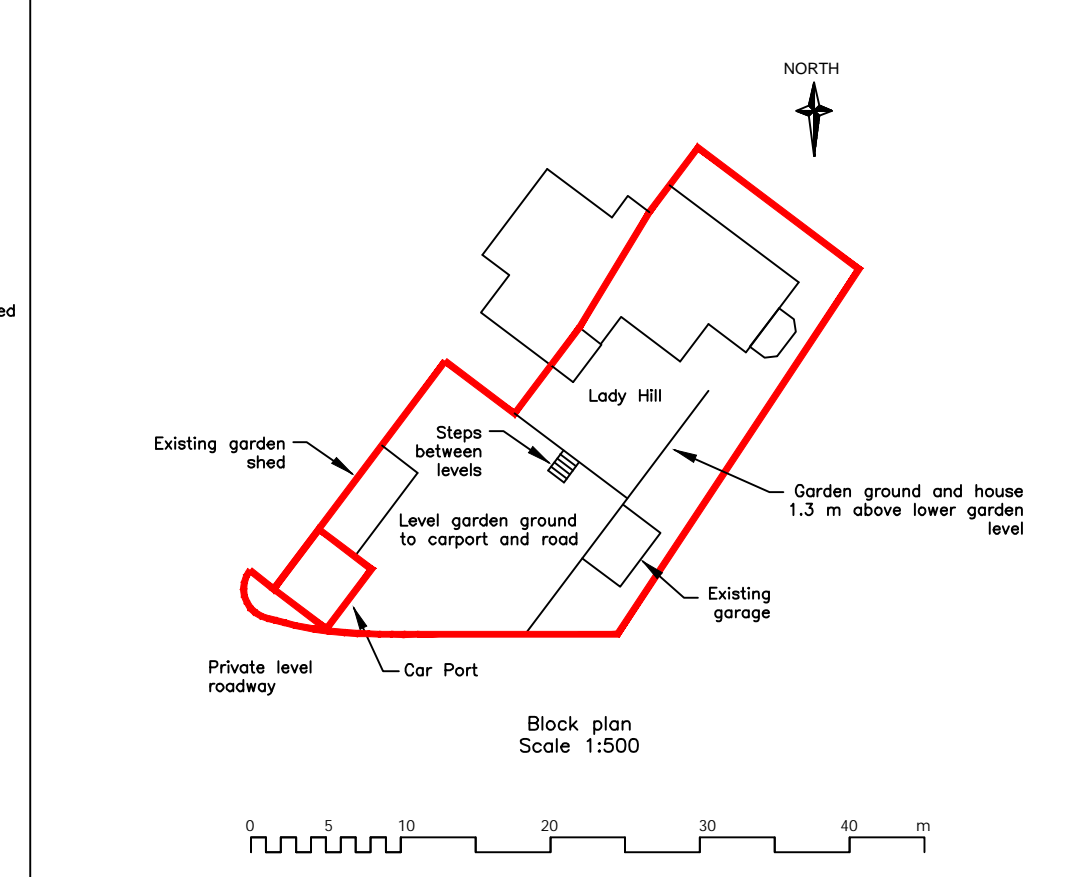 NORTH
ed
Lady Hill
Existing garden
shed
Steps
between
levels
Garden ground and house
1.3 m above lower garden
level
Level garden ground
to carport and road
Existing
garage
Private level
roadway
Car Port
Block plan
Scale 1:500
0 5 10 20 30 40 m